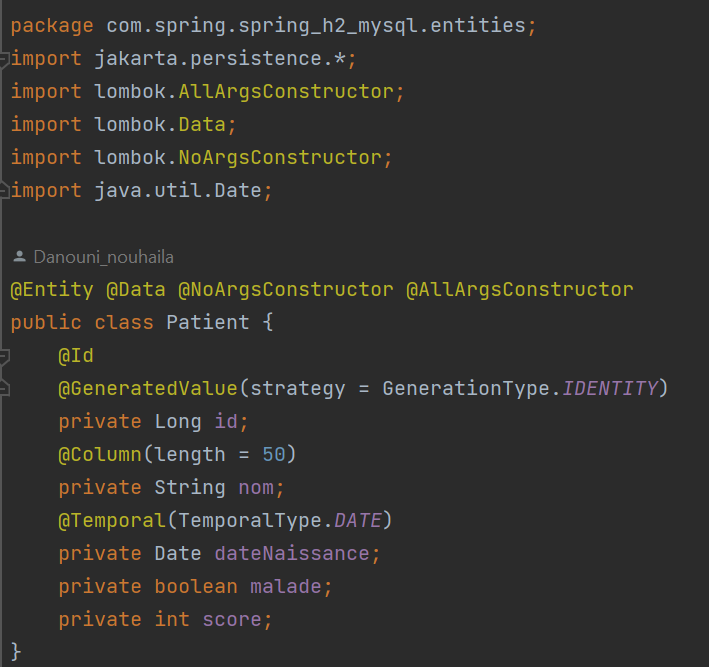 package com.spring.spring_h2_mysql.entities;
import jakarta.persistence.*;
import lombok.AllArgsConstructor;
import lombok.Data;
import lombok.NoArgsConstructor;
import java.util.Date;
Danouni_nouhaila
@Entity @Data @NoArgsConstructor @AllArgsConstructor
public class Patient {
@Id
@GeneratedValue(strategy = GenerationType.IDENTITY)
private Long id;
@Column(length = 50)
private String nom;
@Temporal(TemporalType.DATE)
private Date dateNaissance;
private boolean malade;
private int score;
}